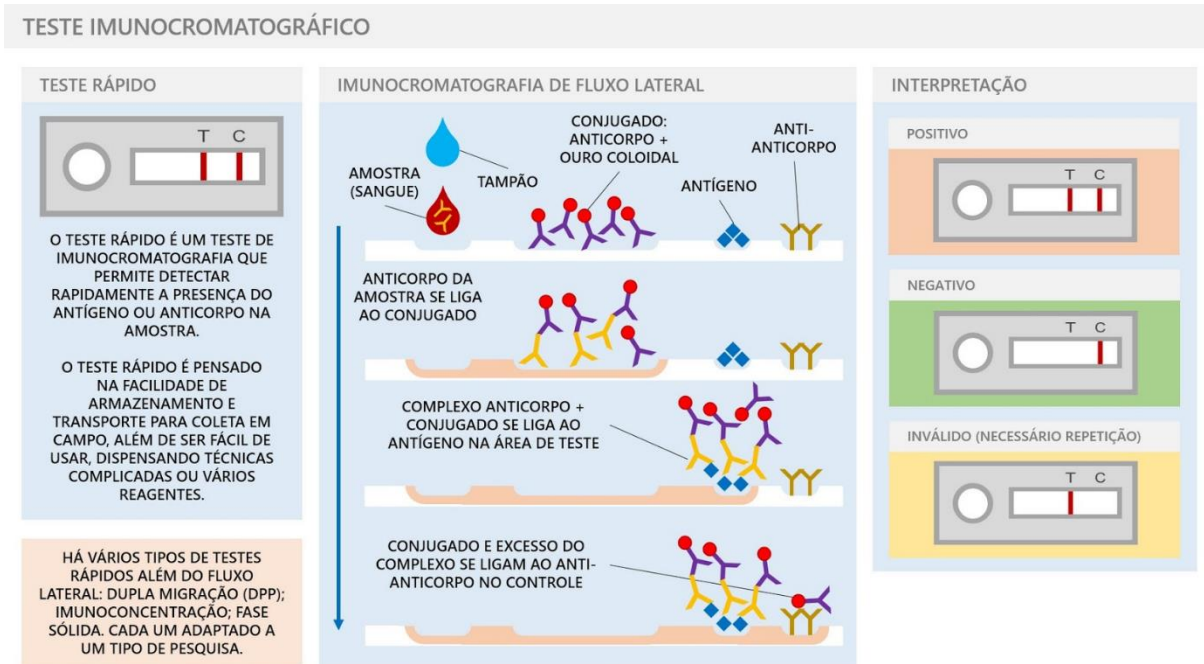 TESTE IMUNOCROMATOGRÁFICO
TESTE RÁPIDO
T C
O TESTE RÁPIDO É UM TESTE DE
IMUNOCROMATOGRAFIA QUE
PERMITE DETECTAR
RAPIDAMENTE A PRESENÇA DO
ANTÍGENO OU ANTICORPO NA
AMOSTRA.
O TESTE RÁPIDO É PENSADO
NA FACILIDADE DE
ARMAZENAMENTO E
TRANSPORTE PARA COLETA EM
CAMPO, ALÉM DE SER FÁCIL DE
USAR, DISPENSANDO TÉCNICAS
COMPLICADAS OU VÁRIOS
REAGENTES.
HÁ VÁRIOS TIPOS DE TESTES
RÁPIDOS ALÉM DO FLUXO
LATERAL: DUPLA MIGRAÇÃO (DPP);
IMUNOCONCENTRAÇÃO; FASE
SÓLIDA. CADA UM ADAPTADO A
UM TIPO DE PESQUISA.
IMUNOCROMATOGRAFIA DE FLUXO LATERAL
AMOSTRA
(SANGUE)
TAMPÃO
CONJUGADO:
ANTICORPO +
OURO COLOIDAL
ANTÍGENO
ANTI-
ANTICORPO
ANTICORPO DA
AMOSTRA SE LIGA
AO CONJUGADO
COMPLEXO ANTICORPO +
CONJUGADO SE LIGA AO
ANTÍGENO NA ÁREA DE TESTE
CONJUGADO E EXCESSO DO
COMPLEXO SE LIGAM AO ANTI-
ANTICORPO NO CONTROLE
INTERPRETAÇÃO
POSITIVO
T C
NEGATIVO
T C
INVÁLIDO (NECESSÁRIO REPETIÇÃO)
T C